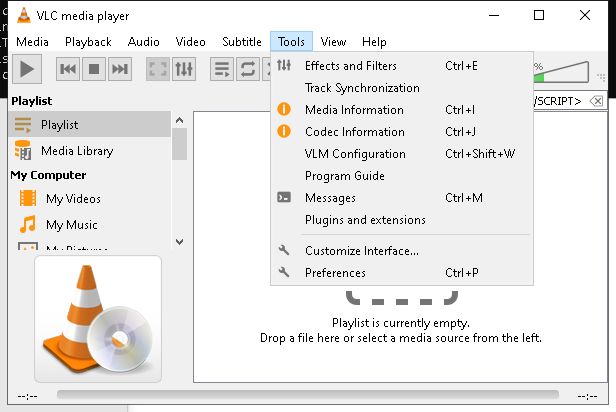 VLC media player
Media Playback Audio Video Subtitle Tools View Help
%
Playlist
/SCRIPT>
Playlist
Media Library
My Computer
My Videos
My Music
My Pictures
Effects and Filters Ctrl+E
Track Synchronization
Media Information Ctrl+I
Codec Information Ctrl+J
VLM Configuration Ctrl+Shift+W
Program Guide
Messages Ctrl+M
Plugins and extensions
Customize Interface...
Preferences Ctrl+P
Playlist is currently empty.
Drop a file here or select a media source from the left.
--:-- --:--